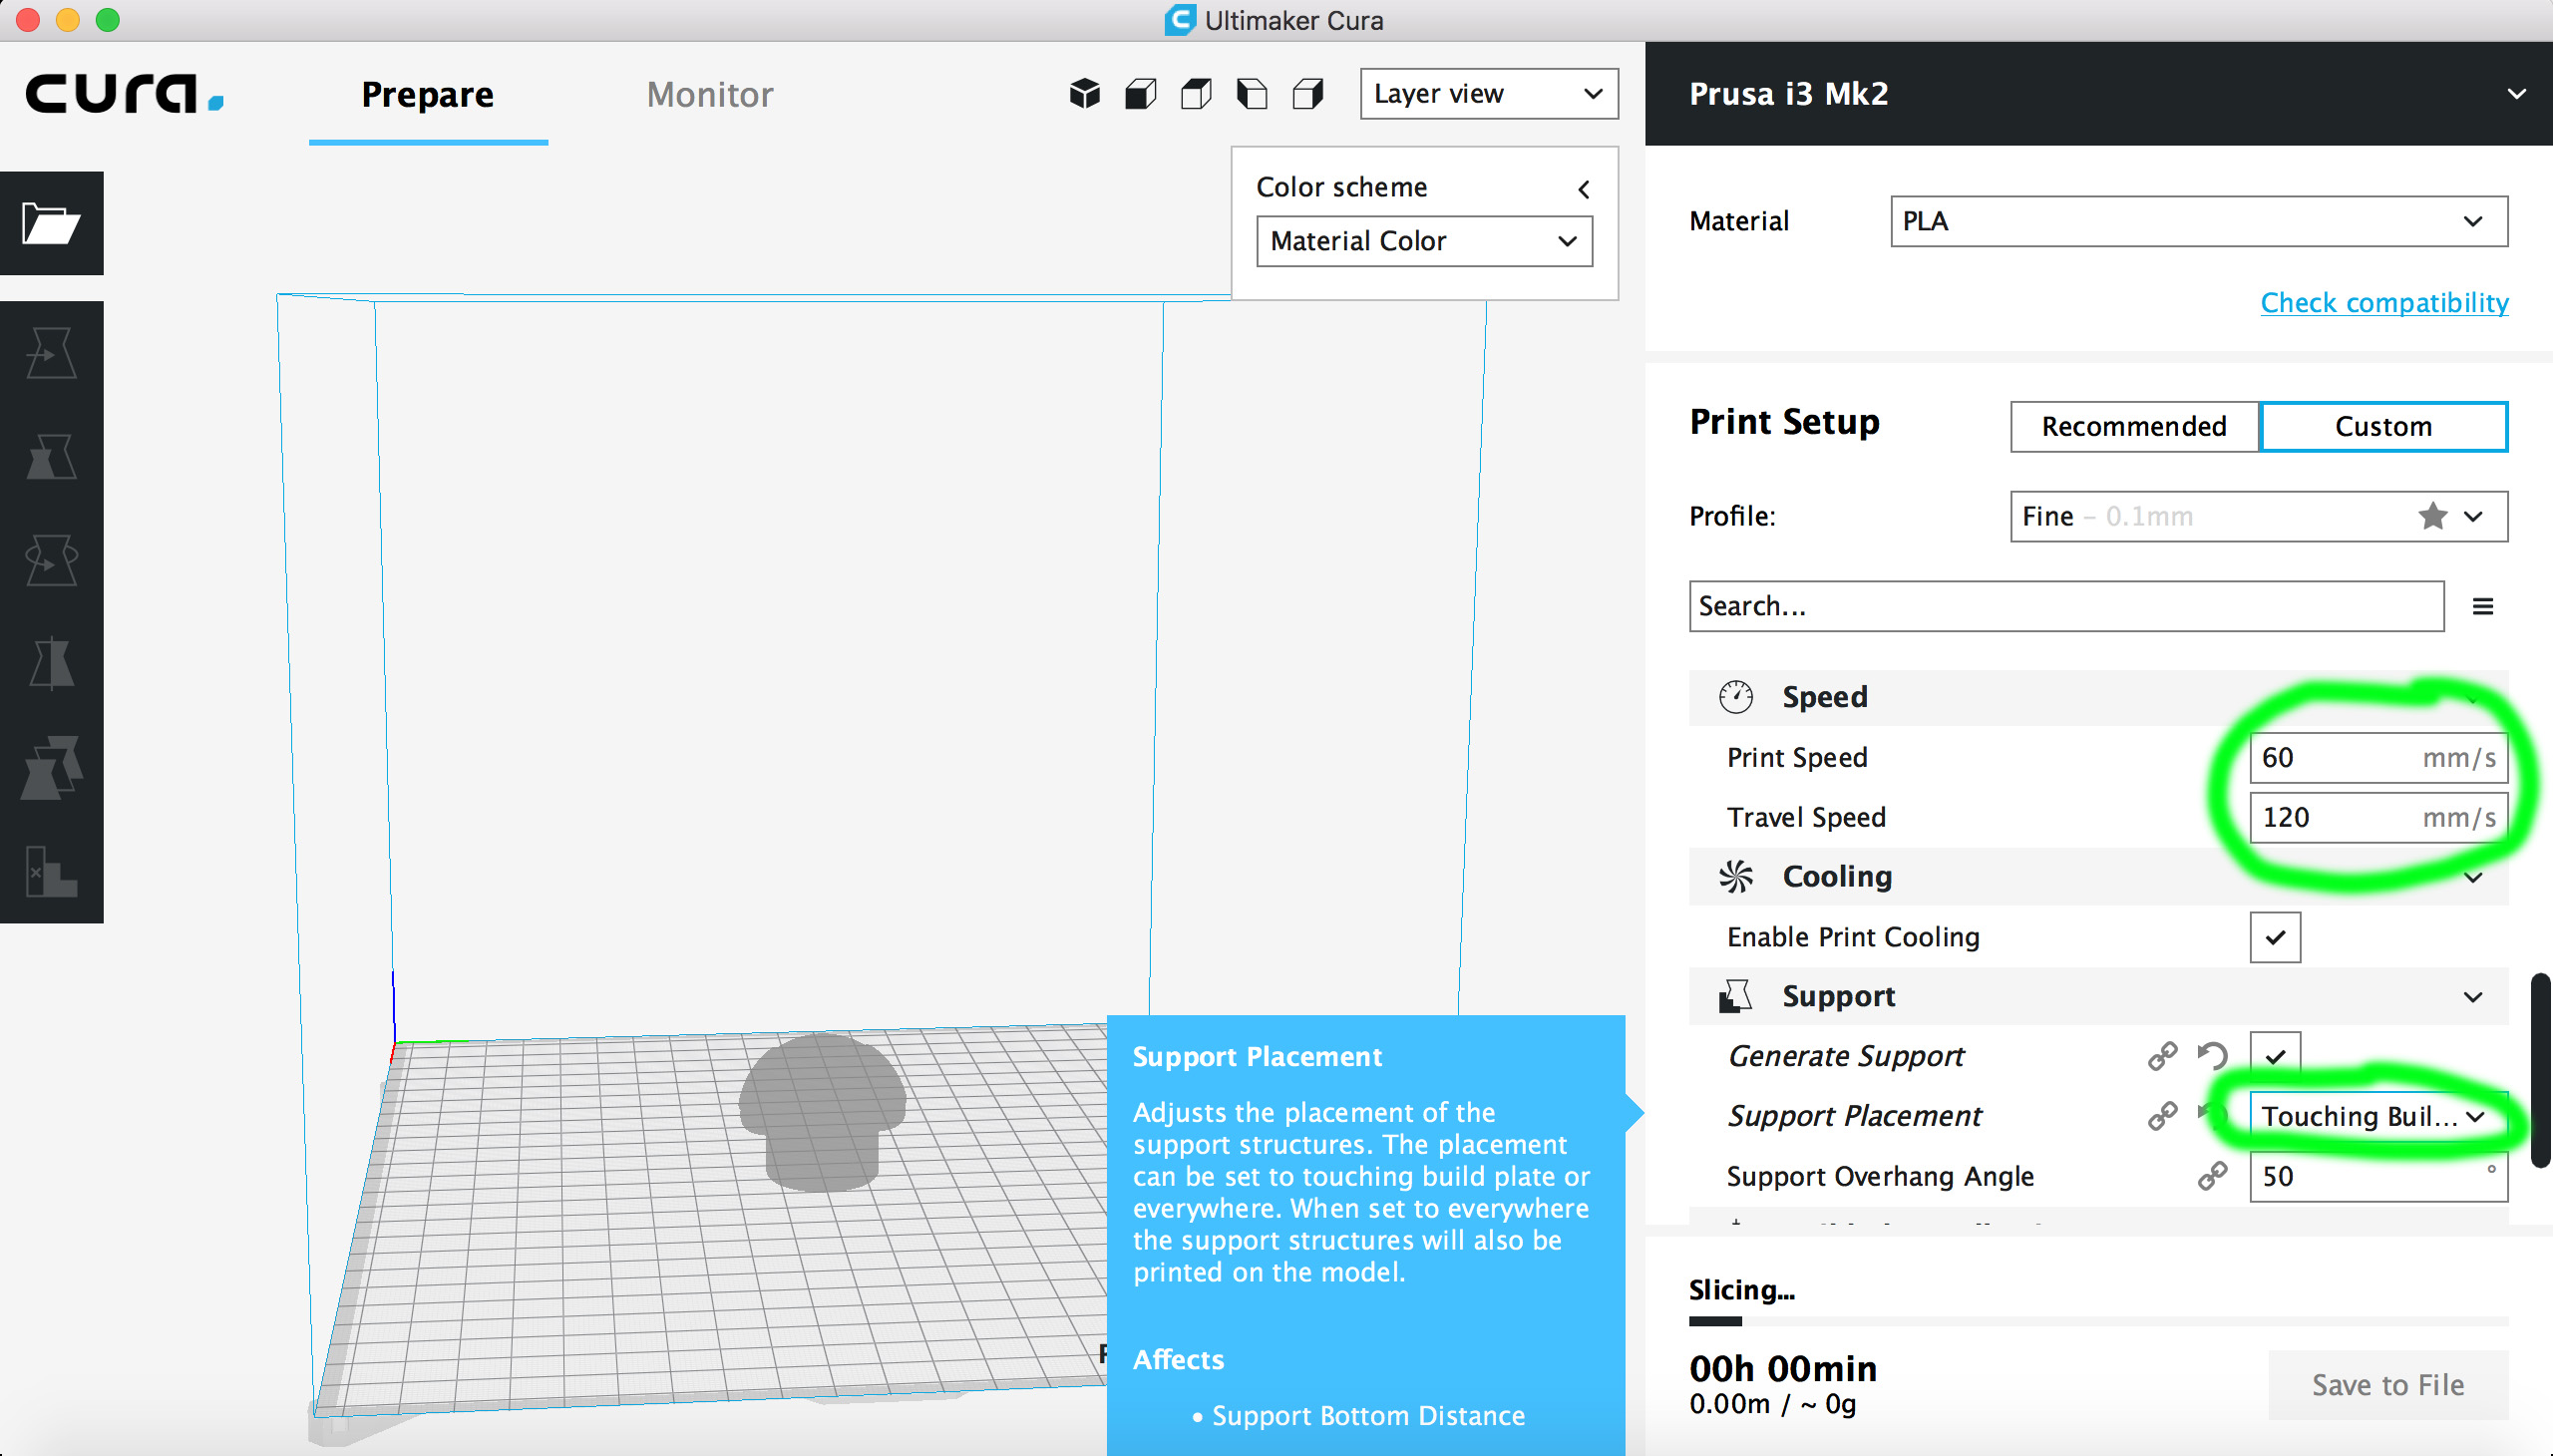 Ultimaker Cura
cura.
Prepare
Monitor
Layer view
Color scheme
Material Color
Prusa i3 Mk2
Material
PLA
Check compatibility
Print Setup
Recommended
Custom
Profile:
Fine - 0.1mm
Search...
Speed
Print Speed
60 mm/s
Travel Speed
120 mm/s
Cooling
Enable Print Cooling
Support
Generate Support
Support Placement
Touching Buil...
Support Overhang Angle
50 °
Support Placement
Adjusts the placement of the
support structures. The placement
can be set to touching build plate or
everywhere. When set to everywhere
the support structures will also be
printed on the model.
Affects
• Support Bottom Distance
Slicing...
00h 00min
0.00m / ~ 0g
Save to File